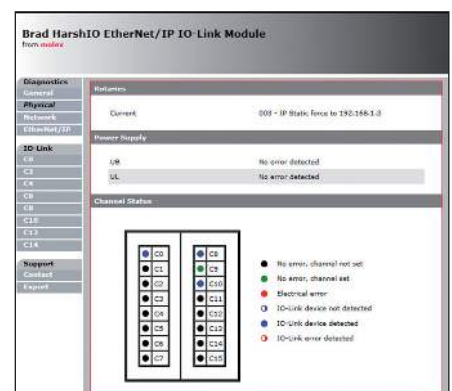 Brad HarshIO EtherNet/IP IO-Link Module
from molex
Diagnostics
General
Physical
Network
EtherNet/IP
IO-Link
C0
C2
C4
C6
C8
C10
C12
C14
Support
Contact
Export
Rotaries
Current
003 - IP Static force to 192.168.1.3
Power Supply
UB
No error detected
UL
No error detected
Channel Status
C0
C1
C2
C3
C4
C5
C6
C7
C8
C9
C10
C11
C12
C13
C14
C15
No error, channel not set
No error, channel set
Electrical error
IO-Link device not detected
IO-Link device detected
IO-Link error detected